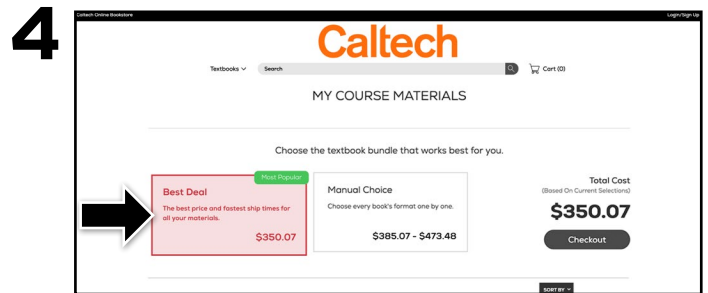 4
Caltech Online Bookstore
Login/Sign Up
Caltech
Textbooks
Search
Cart (0)
MY COURSE MATERIALS
Choose the textbook bundle that works best for you.
Most Popular
Best Deal
The best price and fastest ship times for
all your materials.
$350.07
Manual Choice
Choose every book's format one by one.
$385.07 - $473.48
Total Cost
(Based On Current Selections)
$350.07
Checkout
SORT BY